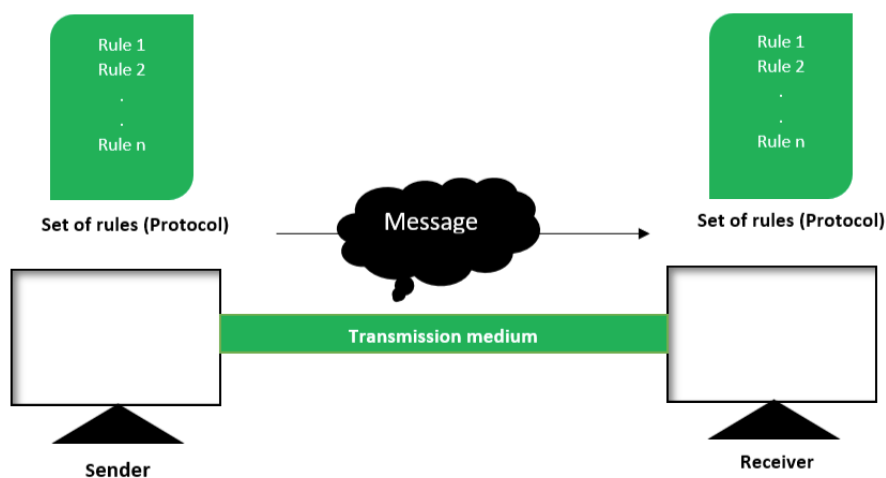 Rule 1
Rule 2
.
.
Rule n
Set of rules (Protocol)
Message
Rule 1
Rule 2
.
.
Rule n
Set of rules (Protocol)
Transmission medium
Sender
Receiver